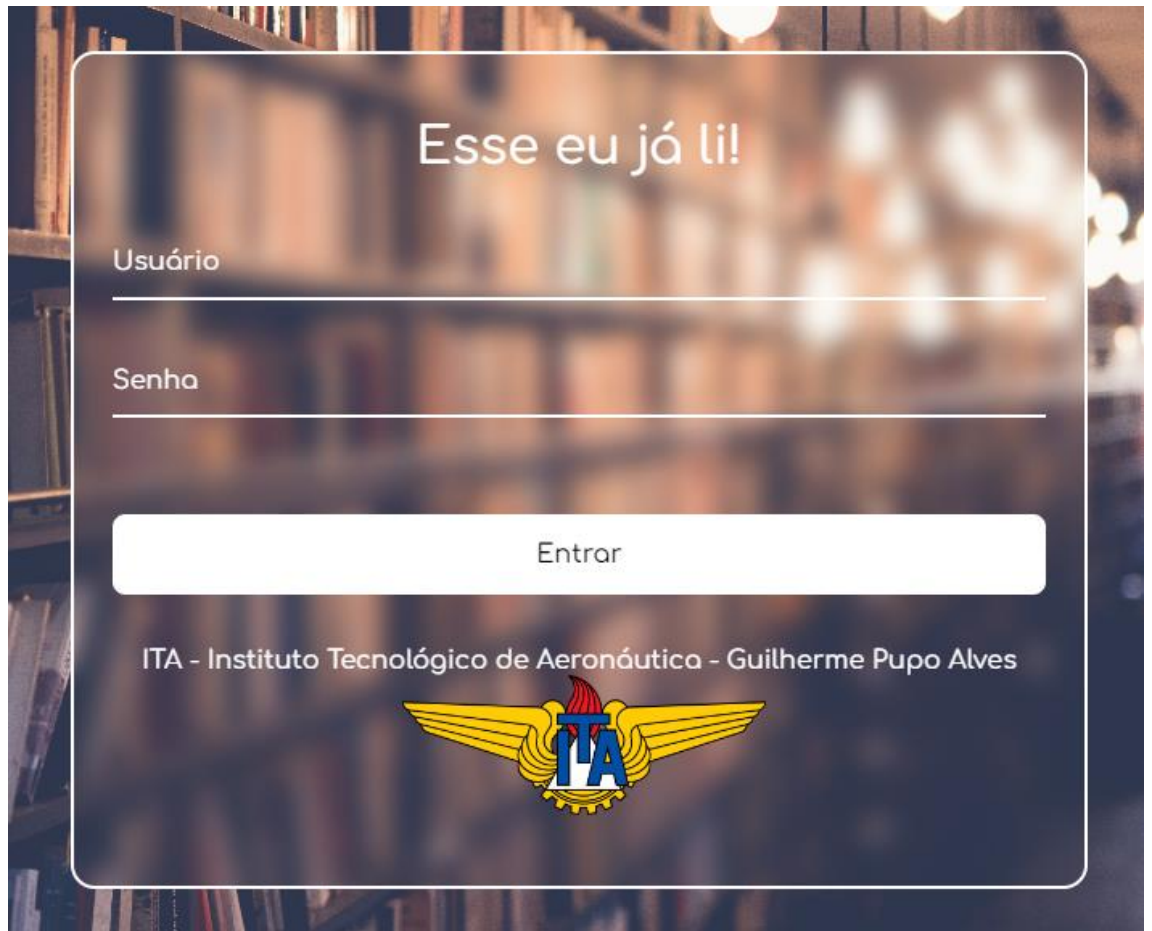 Esse eu já li!
Usuário
Senha
Entrar
ITA - Instituto Tecnológico de Aeronáutica - Guilherme Pupo Alves
ITA